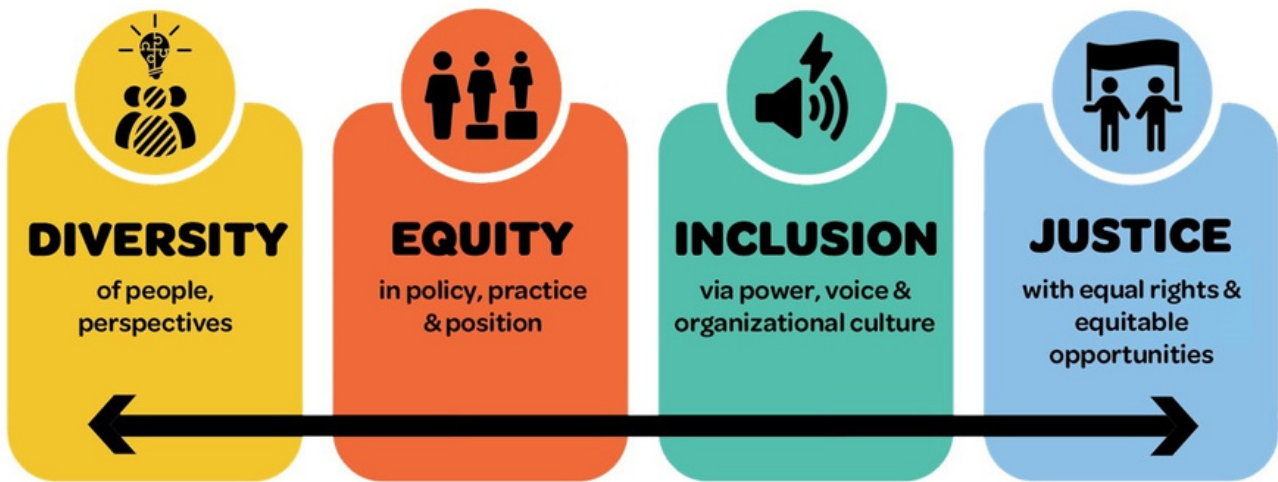 DIVERSITY
of people,
perspectives
EQUITY
in policy, practice
& position
INCLUSION
via power, voice &
organizational culture
JUSTICE
with equal rights &
equitable
opportunities